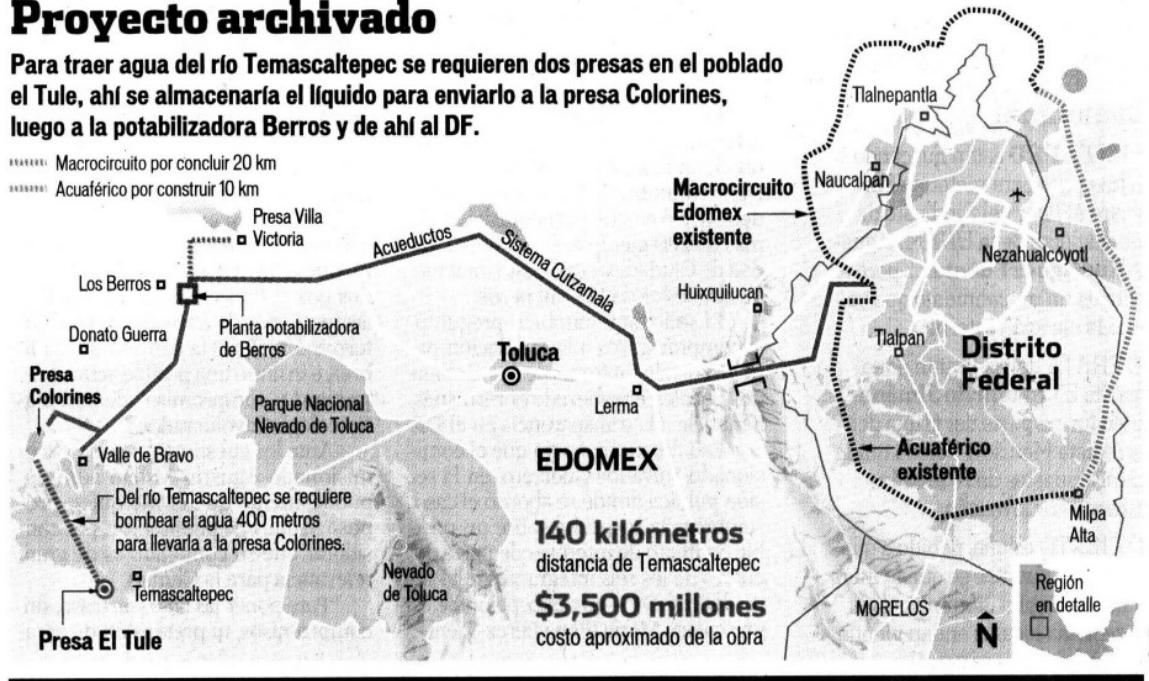 Proyecto archivado
Para traer agua del río Temascaltepec se requieren dos presas en el poblado
el Tule, ahí se almacenaría el líquido para enviarlo a la presa Colorines,
luego a la potabilizadora Berros y de ahí al DF.
Macrocircuito por concluir 20 km
Acuaférico por construir 10 km
Presa Villa
Victoria
Acueductos
Sistema Cutzamala
Los Berros
Planta potabilizadora
de Berros
Donato Guerra
Presa
Colorines
Valle de Bravo
Parque Nacional
Nevado de Toluca
Toluca
Lerma
Huixquilucan
Macrocircuito
Edomex
existente
Tlalnepantla
Naucalpan
Nezahualcóyotl
Tlalpan
Distrito
Federal
Acuaférico
existente
Milpa
Alta
EDOMEX
Del río Temascaltepec se requiere
bombear el agua 400 metros
para llevarla a la presa Colorines.
Temascaltepec
Presa El Tule
Nevado
de Toluca
140 kilómetros
distancia de Temascaltepec
$3,500 millones
costo aproximado de la obra
MORELOS
N
Región
en detalle